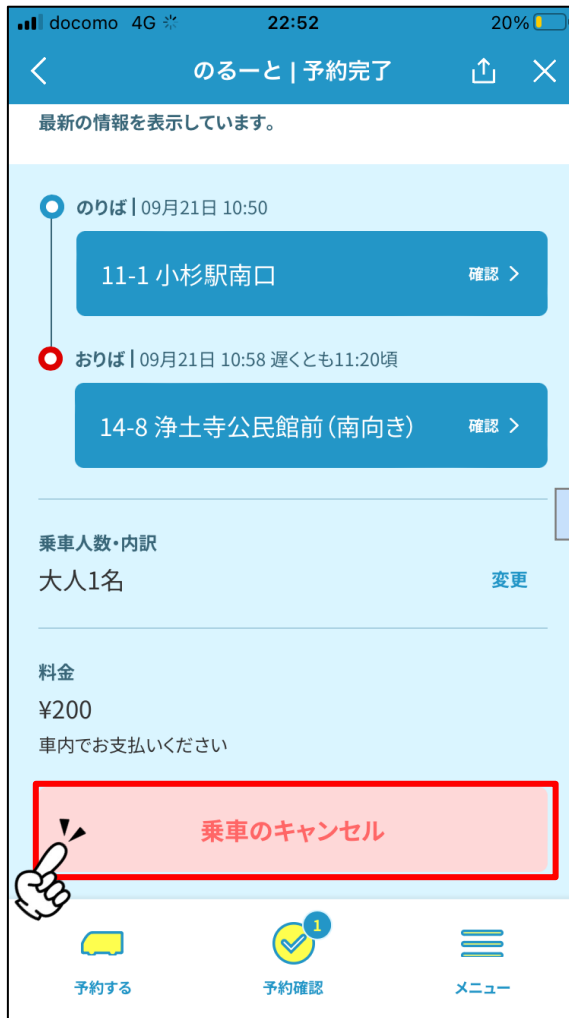 docomo 4G 22:52 20%
のるーと | 予約完了
最新の情報を表示しています。
のりば | 09月21日 10:50
11-1 小杉駅南口 確認
おりば | 09月21日 10:58 遅くとも11:20頃
14-8 浄土寺公民館前（南向き） 確認
乗車人数・内訳
大人1名 変更
料金
¥200
車内でお支払いください
乗車のキャンセル
1
予約する 予約確認 メニュー